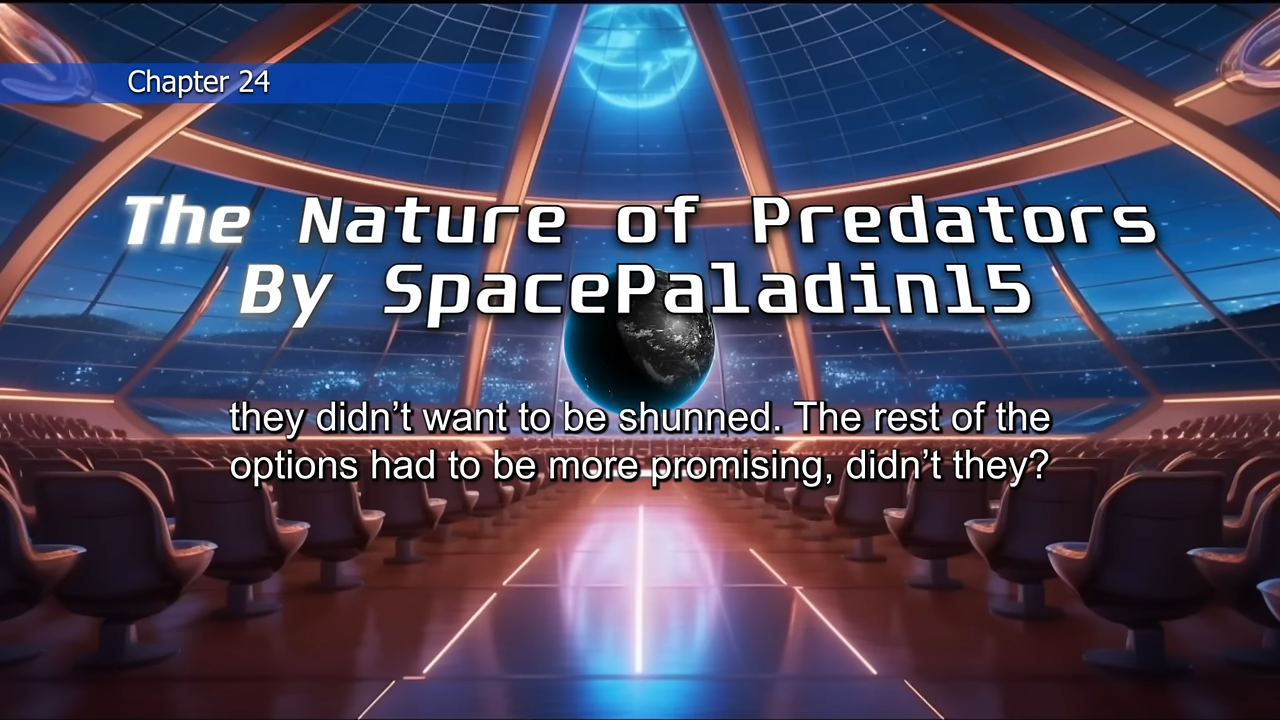 Chapter 24
The Nature of Predators
By SpacePaladin15
they didn’t want to be shunned. The rest of the
options had to be more promising, didn’t they?